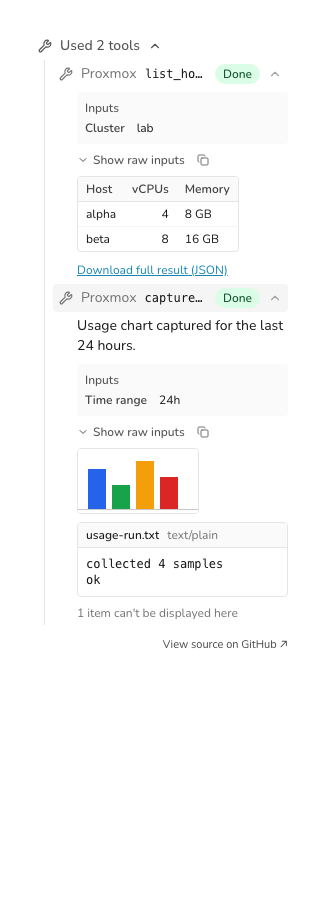 Used 2 tools
Proxmox list_ho… Done
Inputs
Cluster lab
Show raw inputs
Host vCPUs Memory
alpha 4 8 GB
beta 8 16 GB
Download full result (JSON)
Proxmox capture… Done
Usage chart captured for the last
24 hours.
Inputs
Time range 24h
Show raw inputs
usage-run.txt text/plain
collected 4 samples
ok
1 item can't be displayed here
View source on GitHub ↗